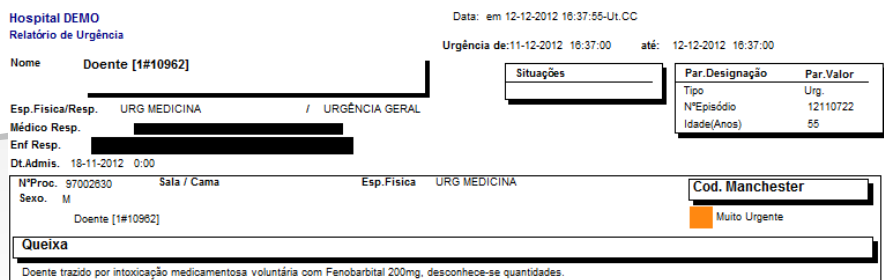 Hospital DEMO
Data: em 12-12-2012 16:37:55-Ut.CC
Relatório de Urgência
Urgência de:11-12-2012 16:37:00 até: 12-12-2012 16:37:00
Nome Doente [1#10962]
Situações
Par.Designação Par.Valor
Tipo Urg.
NºEpisódio 12110722
Idade(Anos) 55
Esp.Fisica/Resp. URG MEDICINA / URGÊNCIA GERAL
Médico Resp.
Enf Resp.
Dt.Admis. 18-11-2012 0:00
NºProc. 97002630 Sala / Cama Esp.Fisica URG MEDICINA
Sexo. M
Cod. Manchester
Doente [1#10962]
Muito Urgente
Queixa
Doente trazido por intoxicação medicamentosa voluntária com Fenobarbital 200mg, desconhece-se quantidades.